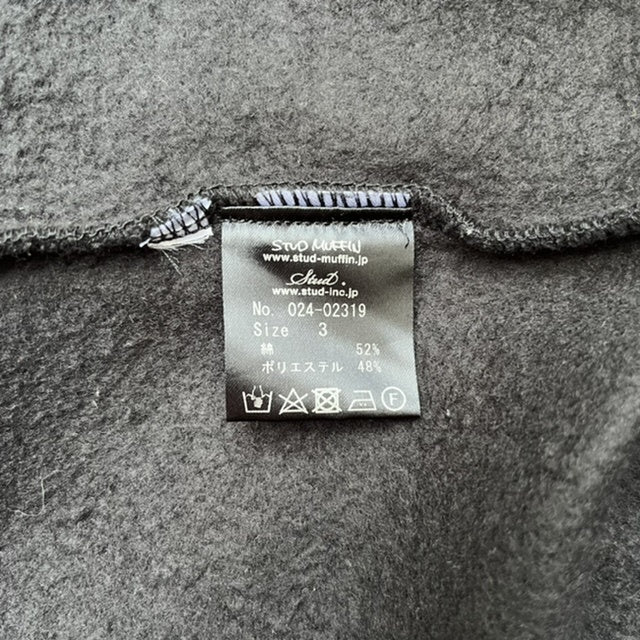 STUD MUFFIN
www.stud-muffin.jp
Stud.
www.stud-inc.jp
No. 024-02319
Size 3
綿 52%
ポリエステル 48%
F